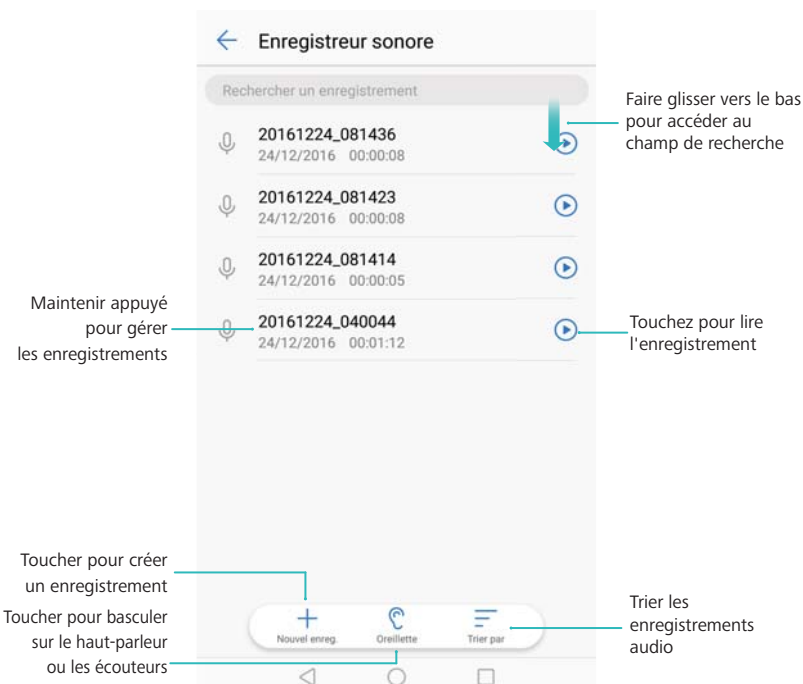 Enregistreur sonore
Rechercher un enregistrement
Faire glisser vers le bas
pour accéder au
champ de recherche
20161224_081436
24/12/2016 00:00:08
20161224_081423
24/12/2016 00:00:08
20161224_081414
24/12/2016 00:00:05
Maintenir appuyé
pour gérer
les enregistrements
20161224_040044
24/12/2016 00:01:12
Touchez pour lire
l'enregistrement
Toucher pour créer
un enregistrement
Toucher pour basculer
sur le haut-parleur
ou les écouteurs
Nouvel enreg.
Oreillette
Trier par
Trier les
enregistrements
audio